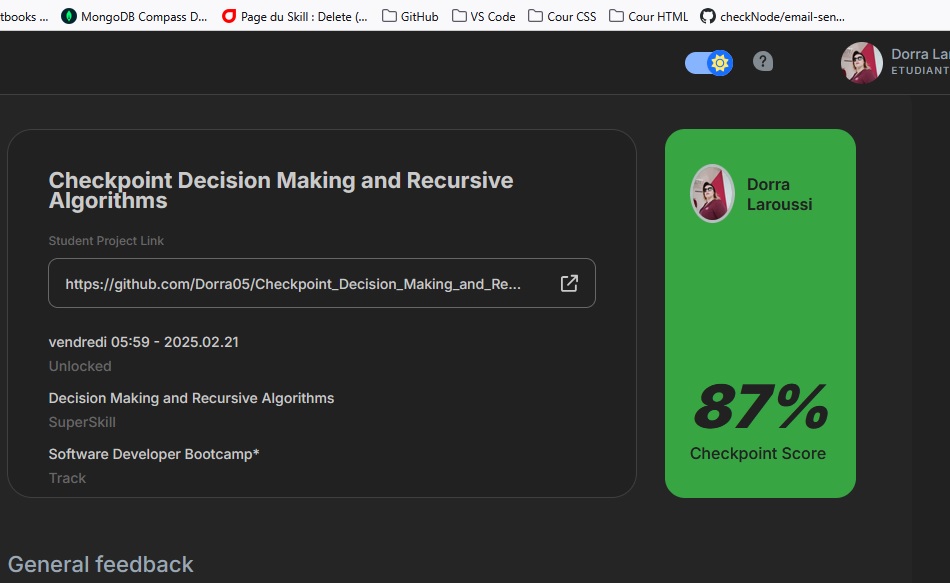 tbooks ... MongoDB Compass D... Page du Skill : Delete (... GitHub VS Code Cour CSS Cour HTML checkNode/email-sen...
?
Dorra La
ETUDIANT
Checkpoint Decision Making and Recursive
Algorithms
Student Project Link
https://github.com/Dorra05/Checkpoint_Decision_Making_and_Re...
vendredi 05:59 - 2025.02.21
Unlocked
Decision Making and Recursive Algorithms
SuperSkill
Software Developer Bootcamp*
Track
Dorra
Laroussi
87%
Checkpoint Score
General feedback